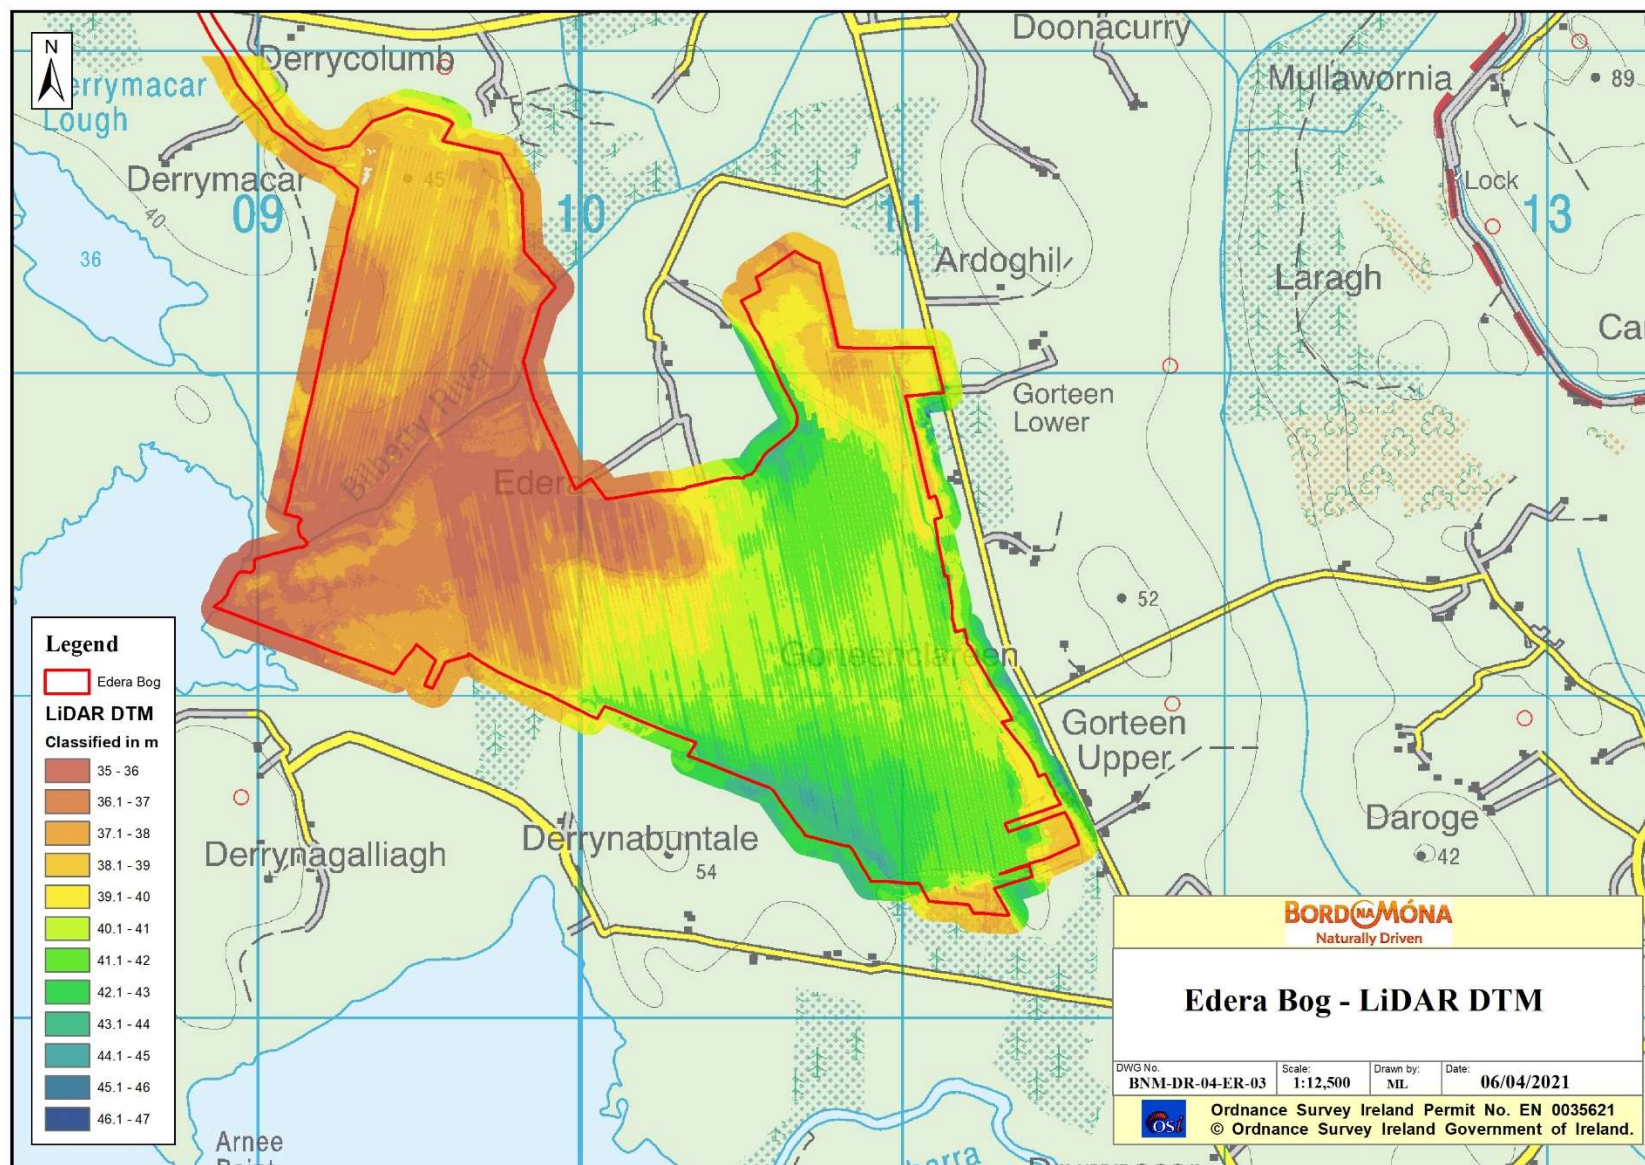 N
Derrycolumb
Doonacurry
Mullawornia
89
Lough
Derrymacar
40
45
Lock
09
10
11
13
36
Ardoghil
Laragh
Gorteen
Lower
Bilberry River
Edera
52
Gorteenclareen
Gorteen
Upper
Daroge
42
Derrynagalliagh
Derrynabuntale
54
Arnee
Legend
Edera Bog
LiDAR DTM
Classified in m
35 - 36
36.1 - 37
37.1 - 38
38.1 - 39
39.1 - 40
40.1 - 41
41.1 - 42
42.1 - 43
43.1 - 44
44.1 - 45
45.1 - 46
46.1 - 47
BORD NA MÓNA
Naturally Driven
Edera Bog - LiDAR DTM
DWG No. Scale: Drawn by: Date:
BNM-DR-04-ER-03 1:12,500 ML 06/04/2021
OSi
Ordnance Survey Ireland Permit No. EN 0035621
© Ordnance Survey Ireland Government of Ireland.